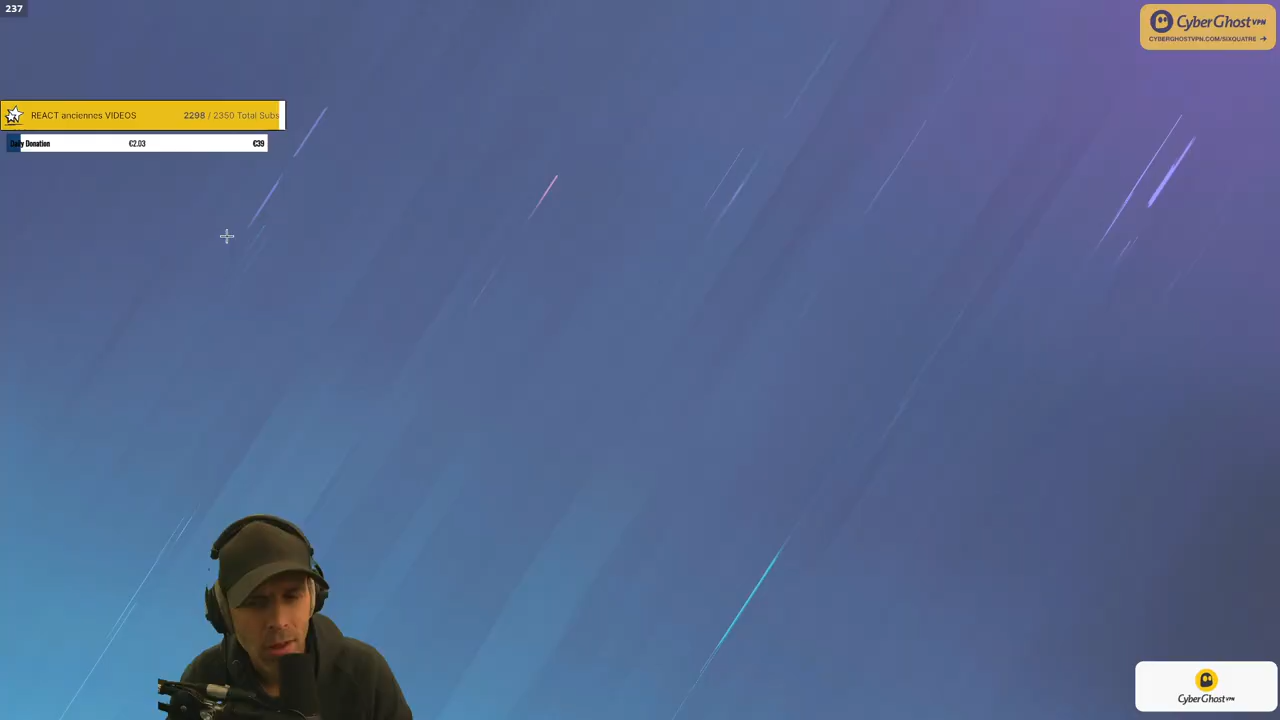 237
CyberGhost VPN
CYBERGHOSTVPN.COM/SIXQUATRE
REACT anciennes VIDEOS 2298 / 2350 Total Subs
Daily Donation €2.03 €39
CyberGhost VPN